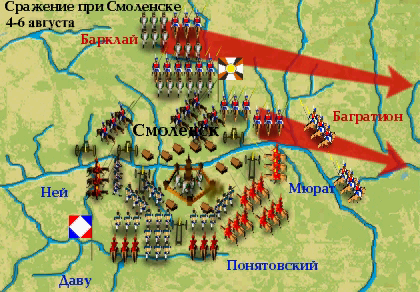 Сражение при Смоленске
4-6 августа
Барклай
Багратион
Смоленск
Ней
Мюрат
Понятовский
Даву